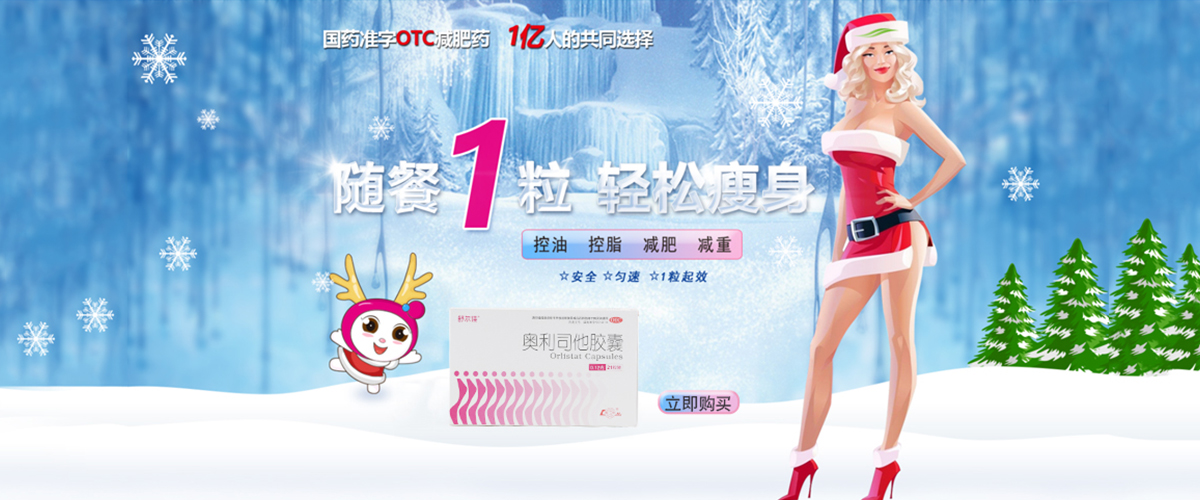 国药准字OTC减肥药 1亿人的共同选择
随餐1粒 轻松瘦身
控油 控脂 减肥 减重
☆安全 ☆匀速 ☆1粒起效
OTC
奥利司他胶囊
Orlistat Capsules
立即购买